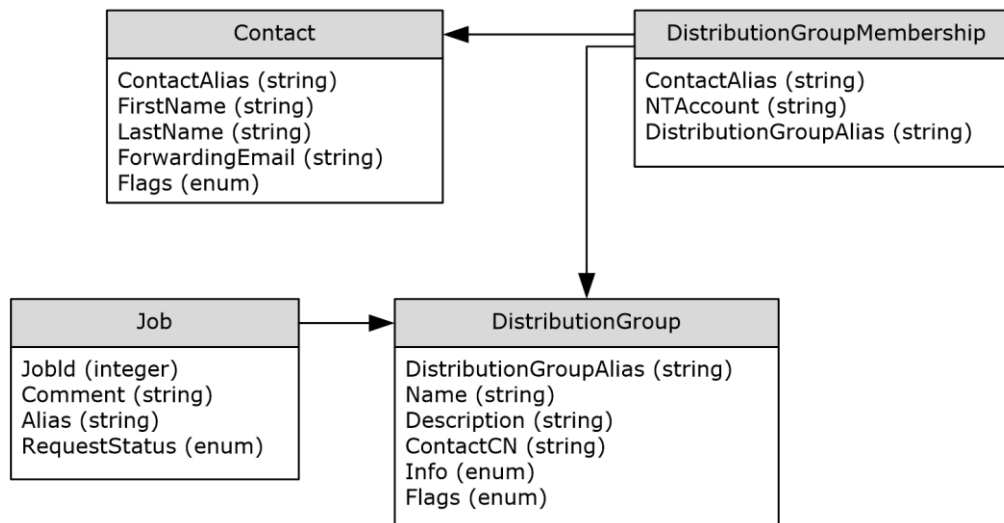 Contact
ContactAlias (string)
FirstName (string)
LastName (string)
ForwardingEmail (string)
Flags (enum)
DistributionGroupMembership
ContactAlias (string)
NTAccount (string)
DistributionGroupAlias (string)
Job
JobId (integer)
Comment (string)
Alias (string)
RequestStatus (enum)
DistributionGroup
DistributionGroupAlias (string)
Name (string)
Description (string)
ContactCN (string)
Info (enum)
Flags (enum)